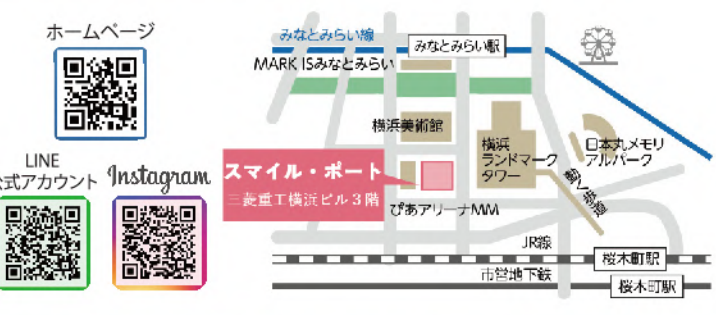 ホームページ
LINE
公式アカウント
Instagram
みなとみらい線
みなとみらい駅
MARK ISみなとみらい
横浜美術館
横浜
ランドマーク
タワー
日本丸メモリ
アルパーク
動く歩道
スマイル・ポート
三菱重工横浜ビル3階
ぴあアリーナMM
JR線
桜木町駅
市営地下鉄
桜木町駅